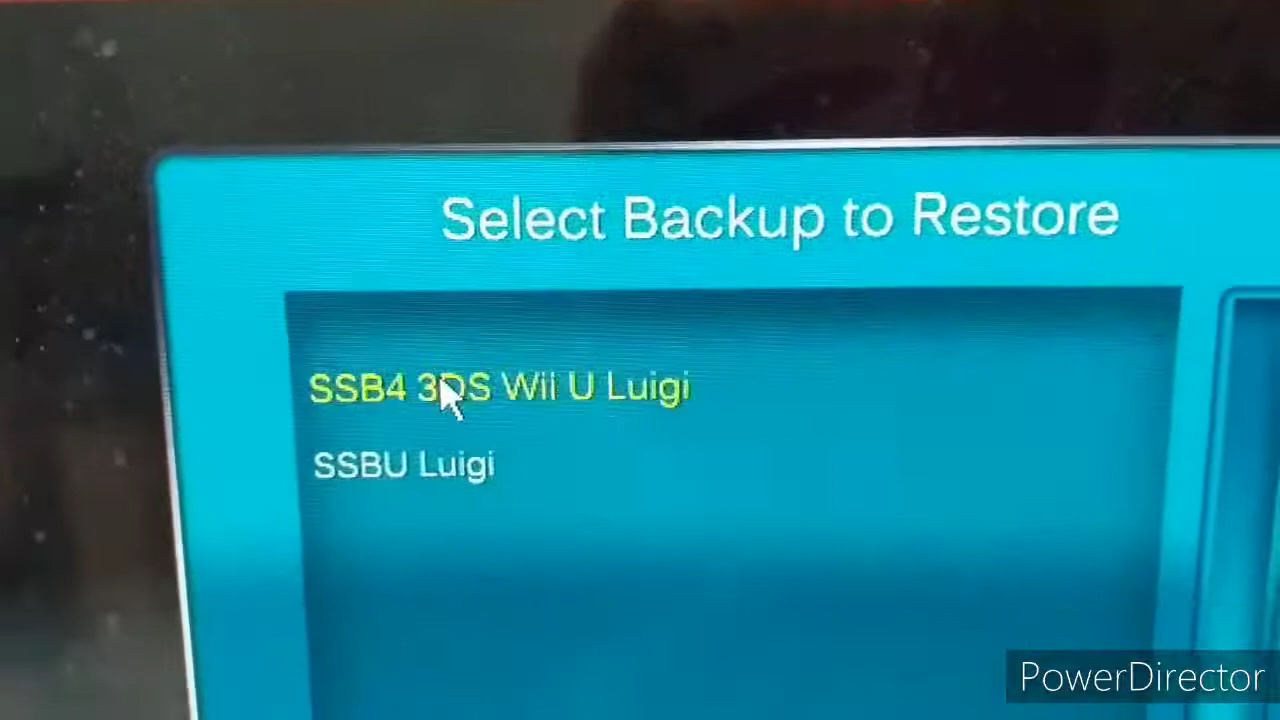 Select Backup to Restore
SSB4 3DS Wii U Luigi
SSBU Luigi
PowerDirector